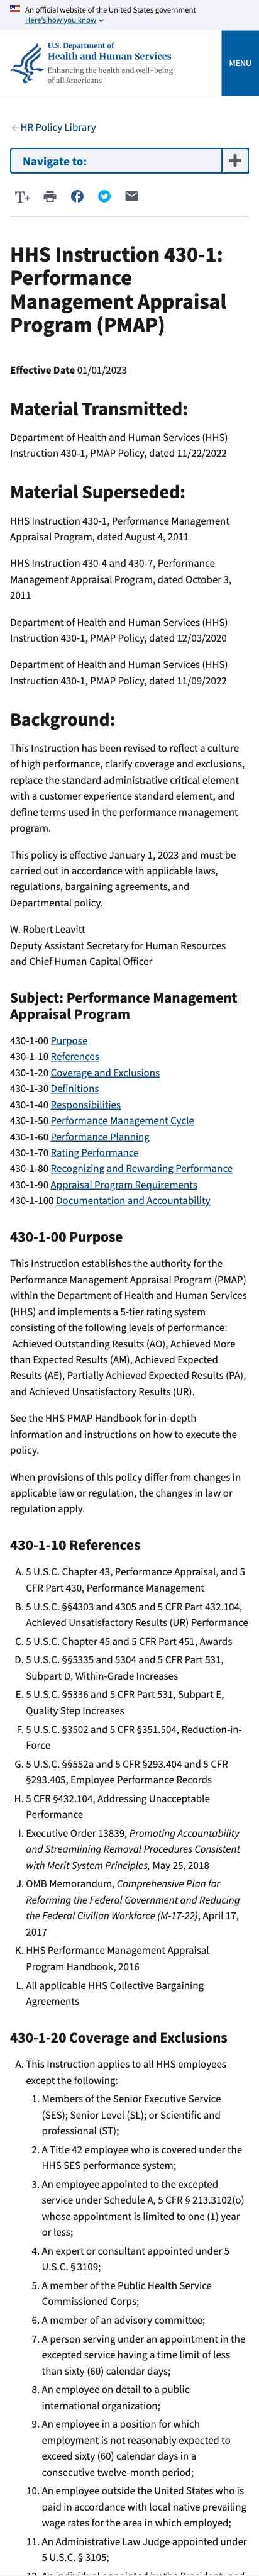 An official website of the United States government
Here's how you know
U.S. Department of
Health and Human Services
Enhancing the health and well-being
of all Americans
MENU
HR Policy Library
Navigate to:
T+
HHS Instruction 430-1:
Performance
Management Appraisal
Program (PMAP)
Effective Date 01/01/2023
Material Transmitted:
Department of Health and Human Services (HHS)
Instruction 430-1, PMAP Policy, dated 11/22/2022
Material Superseded:
HHS Instruction 430-1, Performance Management
Appraisal Program, dated August 4, 2011
HHS Instruction 430-4 and 430-7, Performance
Management Appraisal Program, dated October 3,
2011
Department of Health and Human Services (HHS)
Instruction 430-1, PMAP Policy, dated 12/03/2020
Department of Health and Human Services (HHS)
Instruction 430-1, PMAP Policy, dated 11/09/2022
Background:
This Instruction has been revised to reflect a culture
of high performance, clarify coverage and exclusions,
replace the standard administrative critical element
with a customer experience standard element, and
define terms used in the performance management
program.
This policy is effective January 1, 2023 and must be
carried out in accordance with applicable laws,
regulations, bargaining agreements, and
Departmental policy.
W. Robert Leavitt
Deputy Assistant Secretary for Human Resources
and Chief Human Capital Officer
Subject: Performance Management
Appraisal Program
430-1-00 Purpose
430-1-10 References
430-1-20 Coverage and Exclusions
430-1-30 Definitions
430-1-40 Responsibilities
430-1-50 Performance Management Cycle
430-1-60 Performance Planning
430-1-70 Rating Performance
430-1-80 Recognizing and Rewarding Performance
430-1-90 Appraisal Program Requirements
430-1-100 Documentation and Accountability
430-1-00 Purpose
This Instruction establishes the authority for the
Performance Management Appraisal Program (PMAP)
within the Department of Health and Human Services
(HHS) and implements a 5-tier rating system
consisting of the following levels of performance:
Achieved Outstanding Results (AO), Achieved More
than Expected Results (AM), Achieved Expected
Results (AE), Partially Achieved Expected Results (PA),
and Achieved Unsatisfactory Results (UR).
See the HHS PMAP Handbook for in-depth
information and instructions on how to execute the
policy.
When provisions of this policy differ from changes in
applicable law or regulation, the changes in law or
regulation apply.
430-1-10 References
A. 5 U.S.C. Chapter 43, Performance Appraisal, and 5
CFR Part 430, Performance Management
B. 5 U.S.C. §§4303 and 4305 and 5 CFR Part 432.104,
Achieved Unsatisfactory Results (UR) Performance
C. 5 U.S.C. Chapter 45 and 5 CFR Part 451, Awards
D. 5 U.S.C. §§5335 and 5304 and 5 CFR Part 531,
Subpart D, Within-Grade Increases
E. 5 U.S.C. §5336 and 5 CFR Part 531, Subpart E,
Quality Step Increases
F. 5 U.S.C. §3502 and 5 CFR §351.504, Reduction-in-
Force
G. 5 U.S.C. §§552a and 5 CFR §293.404 and 5 CFR
§293.405, Employee Performance Records
H. 5 CFR §432.104, Addressing Unacceptable
Performance
I. Executive Order 13839, Promoting Accountability
and Streamlining Removal Procedures Consistent
with Merit System Principles, May 25, 2018
J. OMB Memorandum, Comprehensive Plan for
Reforming the Federal Government and Reducing
the Federal Civilian Workforce (M-17-22), April 17,
2017
K. HHS Performance Management Appraisal
Program Handbook, 2016
L. All applicable HHS Collective Bargaining
Agreements
430-1-20 Coverage and Exclusions
A. This Instruction applies to all HHS employees
except the following:
1. Members of the Senior Executive Service
(SES); Senior Level (SL); or Scientific and
professional (ST);
2. A Title 42 employee who is covered under the
HHS SES performance system;
3. An employee appointed to the excepted
service under Schedule A, 5 CFR § 213.3102(o)
whose appointment is limited to one (1) year
or less;
4. An expert or consultant appointed under 5
U.S.C. § 3109;
5. A member of the Public Health Service
Commissioned Corps;
6. A member of an advisory committee;
7. A person serving under an appointment in the
excepted service having a time limit of less
than sixty (60) calendar days;
8. An employee on detail to a public
international organization;
9. An employee in a position for which
employment is not reasonably expected to
exceed sixty (60) calendar days in a
consecutive twelve-month period;
10. An employee outside the United States who is
paid in accordance with local native prevailing
wage rates for the area in which employed;
11. An Administrative Law Judge appointed under
5 U.S.C. § 3105;